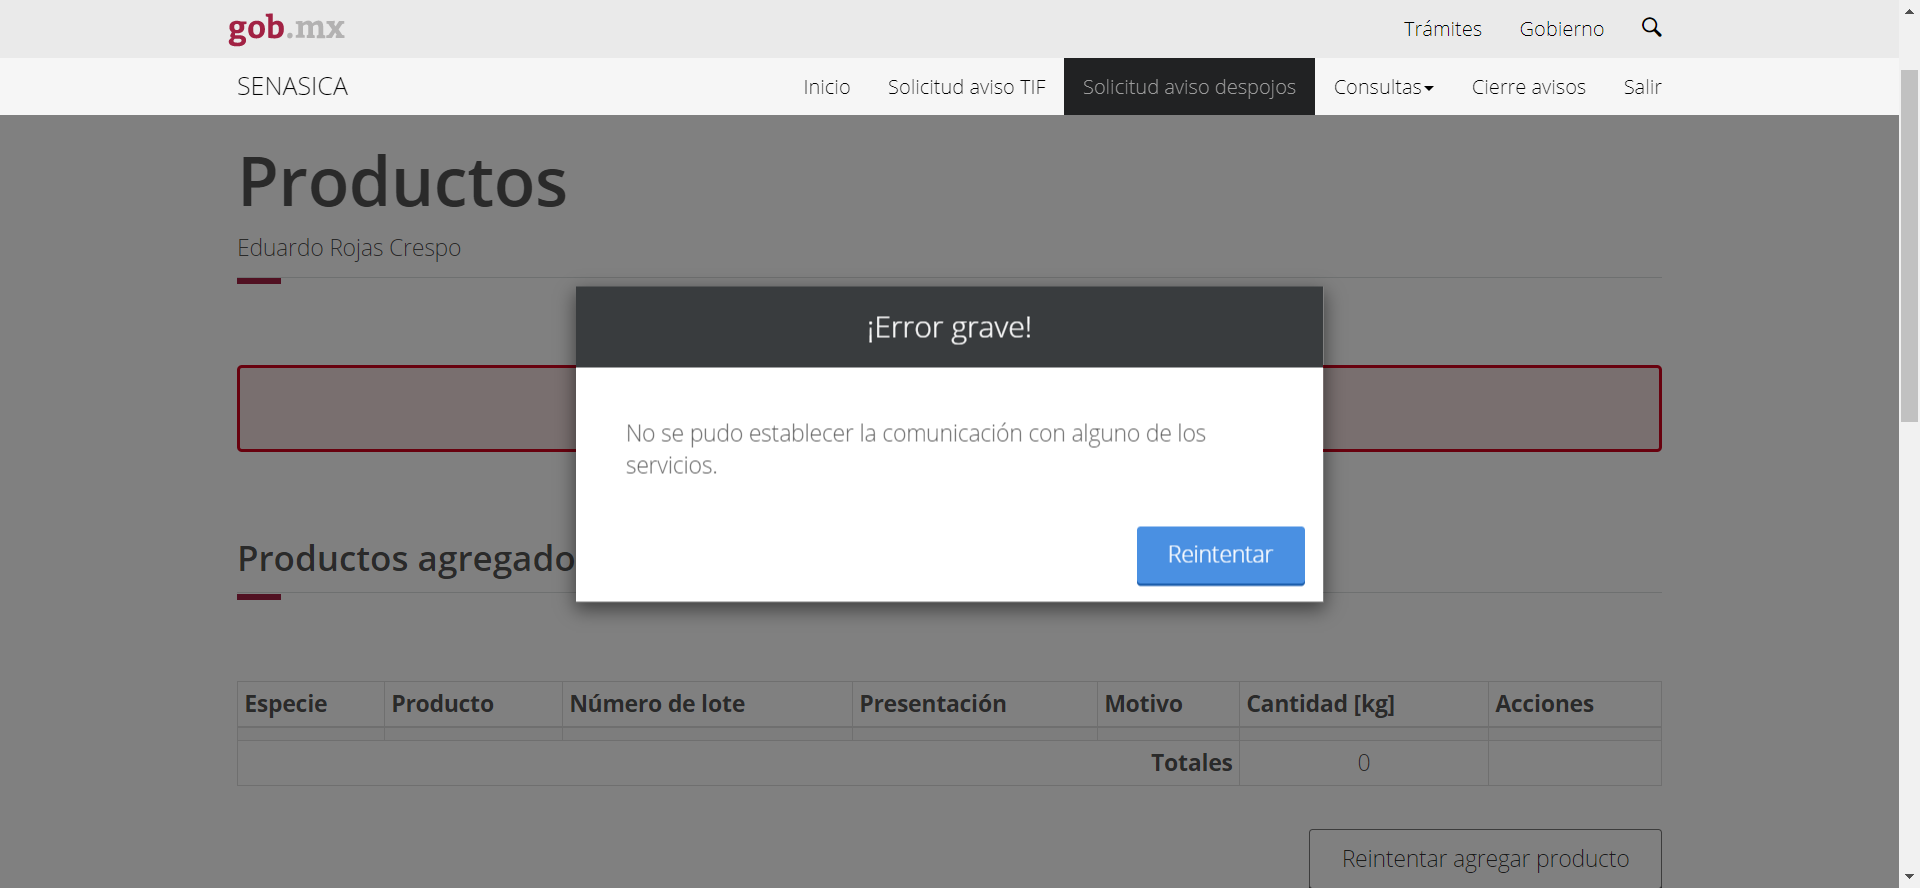 gob.mx
Trámites Gobierno
SENASICA
Inicio Solicitud aviso TIF Solicitud aviso despojos Consultas Cierre avisos Salir
Productos
Eduardo Rojas Crespo
¡Error grave!
No se pudo establecer la comunicación con alguno de los
servicios.
Reintentar
Productos agregado
Especie Producto Número de lote Presentación Motivo Cantidad [kg] Acciones
Totales 0
Reintentar agregar producto